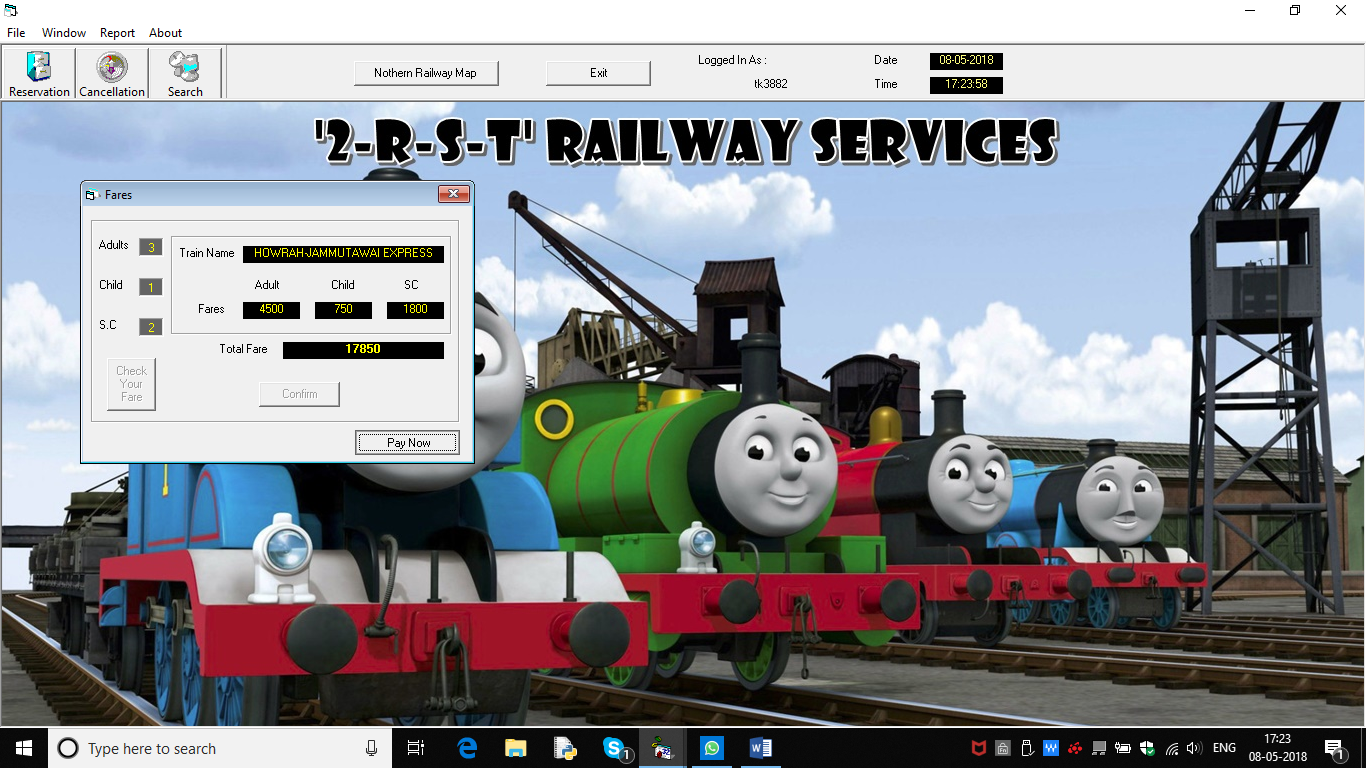 File Window Report About
Reservation Cancellation Search
Nothern Railway Map
Exit
Logged In As :
tk3882
Date 08-05-2018
Time 17:23:58
'2-R-S-T' RAILWAY SERVICES
Fares
Adults 3
Child 1
S.C 2
Train Name HOWRAH-JAMMUTAWAI EXPRESS
Adult Child SC
Fares 4500 750 1800
Total Fare 17850
Check
Your
Fare
Confirm
Pay Now
Type here to search
1
ENG
17:23
08-05-2018
1